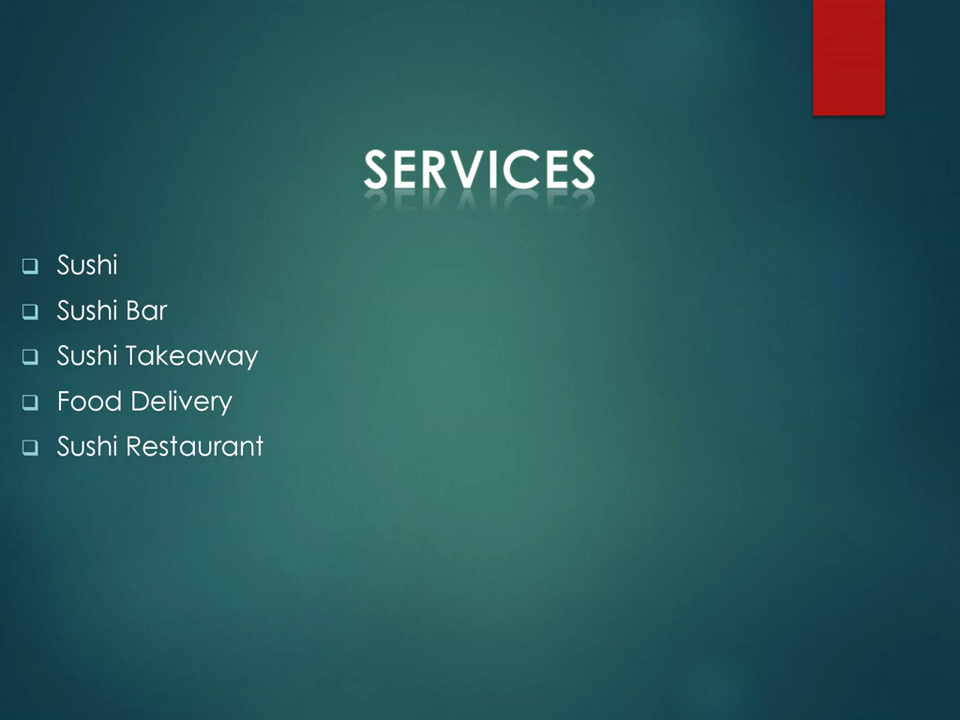 SERVICES
Sushi
Sushi Bar
Sushi Takeaway
Food Delivery
Sushi Restaurant